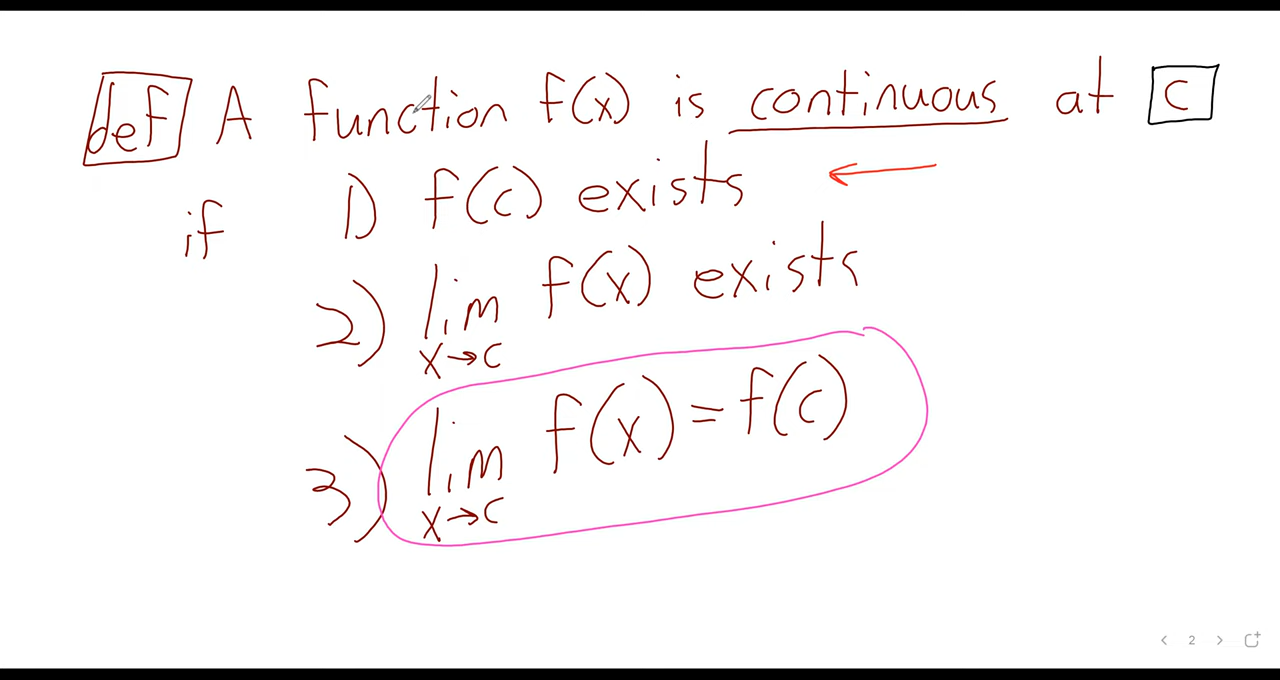 def A function f(x) is continuous at c
if 1) f(c) exists
2) lim x→c f(x) exists
3) lim x→c f(x) = f(c)
2